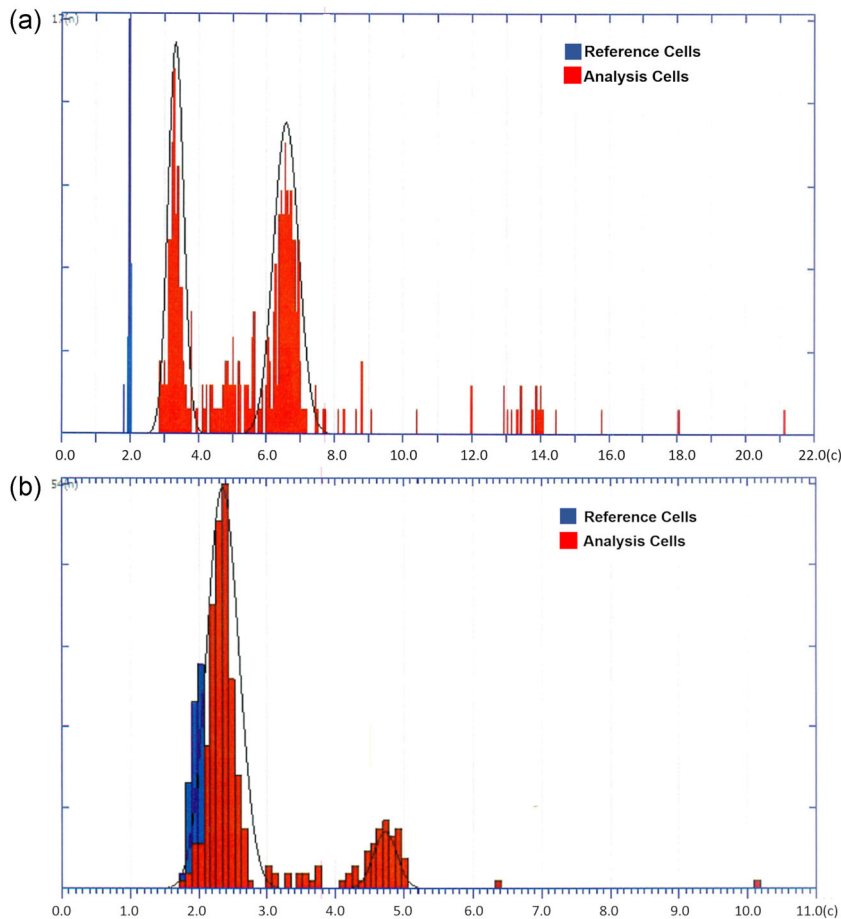 (a)
17(n)
Reference Cells
Analysis Cells
0.0 2.0 4.0 6.0 8.0 10.0 12.0 14.0 16.0 18.0 20.0 22.0(c)
(b)
54(n)
Reference Cells
Analysis Cells
0.0 1.0 2.0 3.0 4.0 5.0 6.0 7.0 8.0 9.0 10.0 11.0(c)